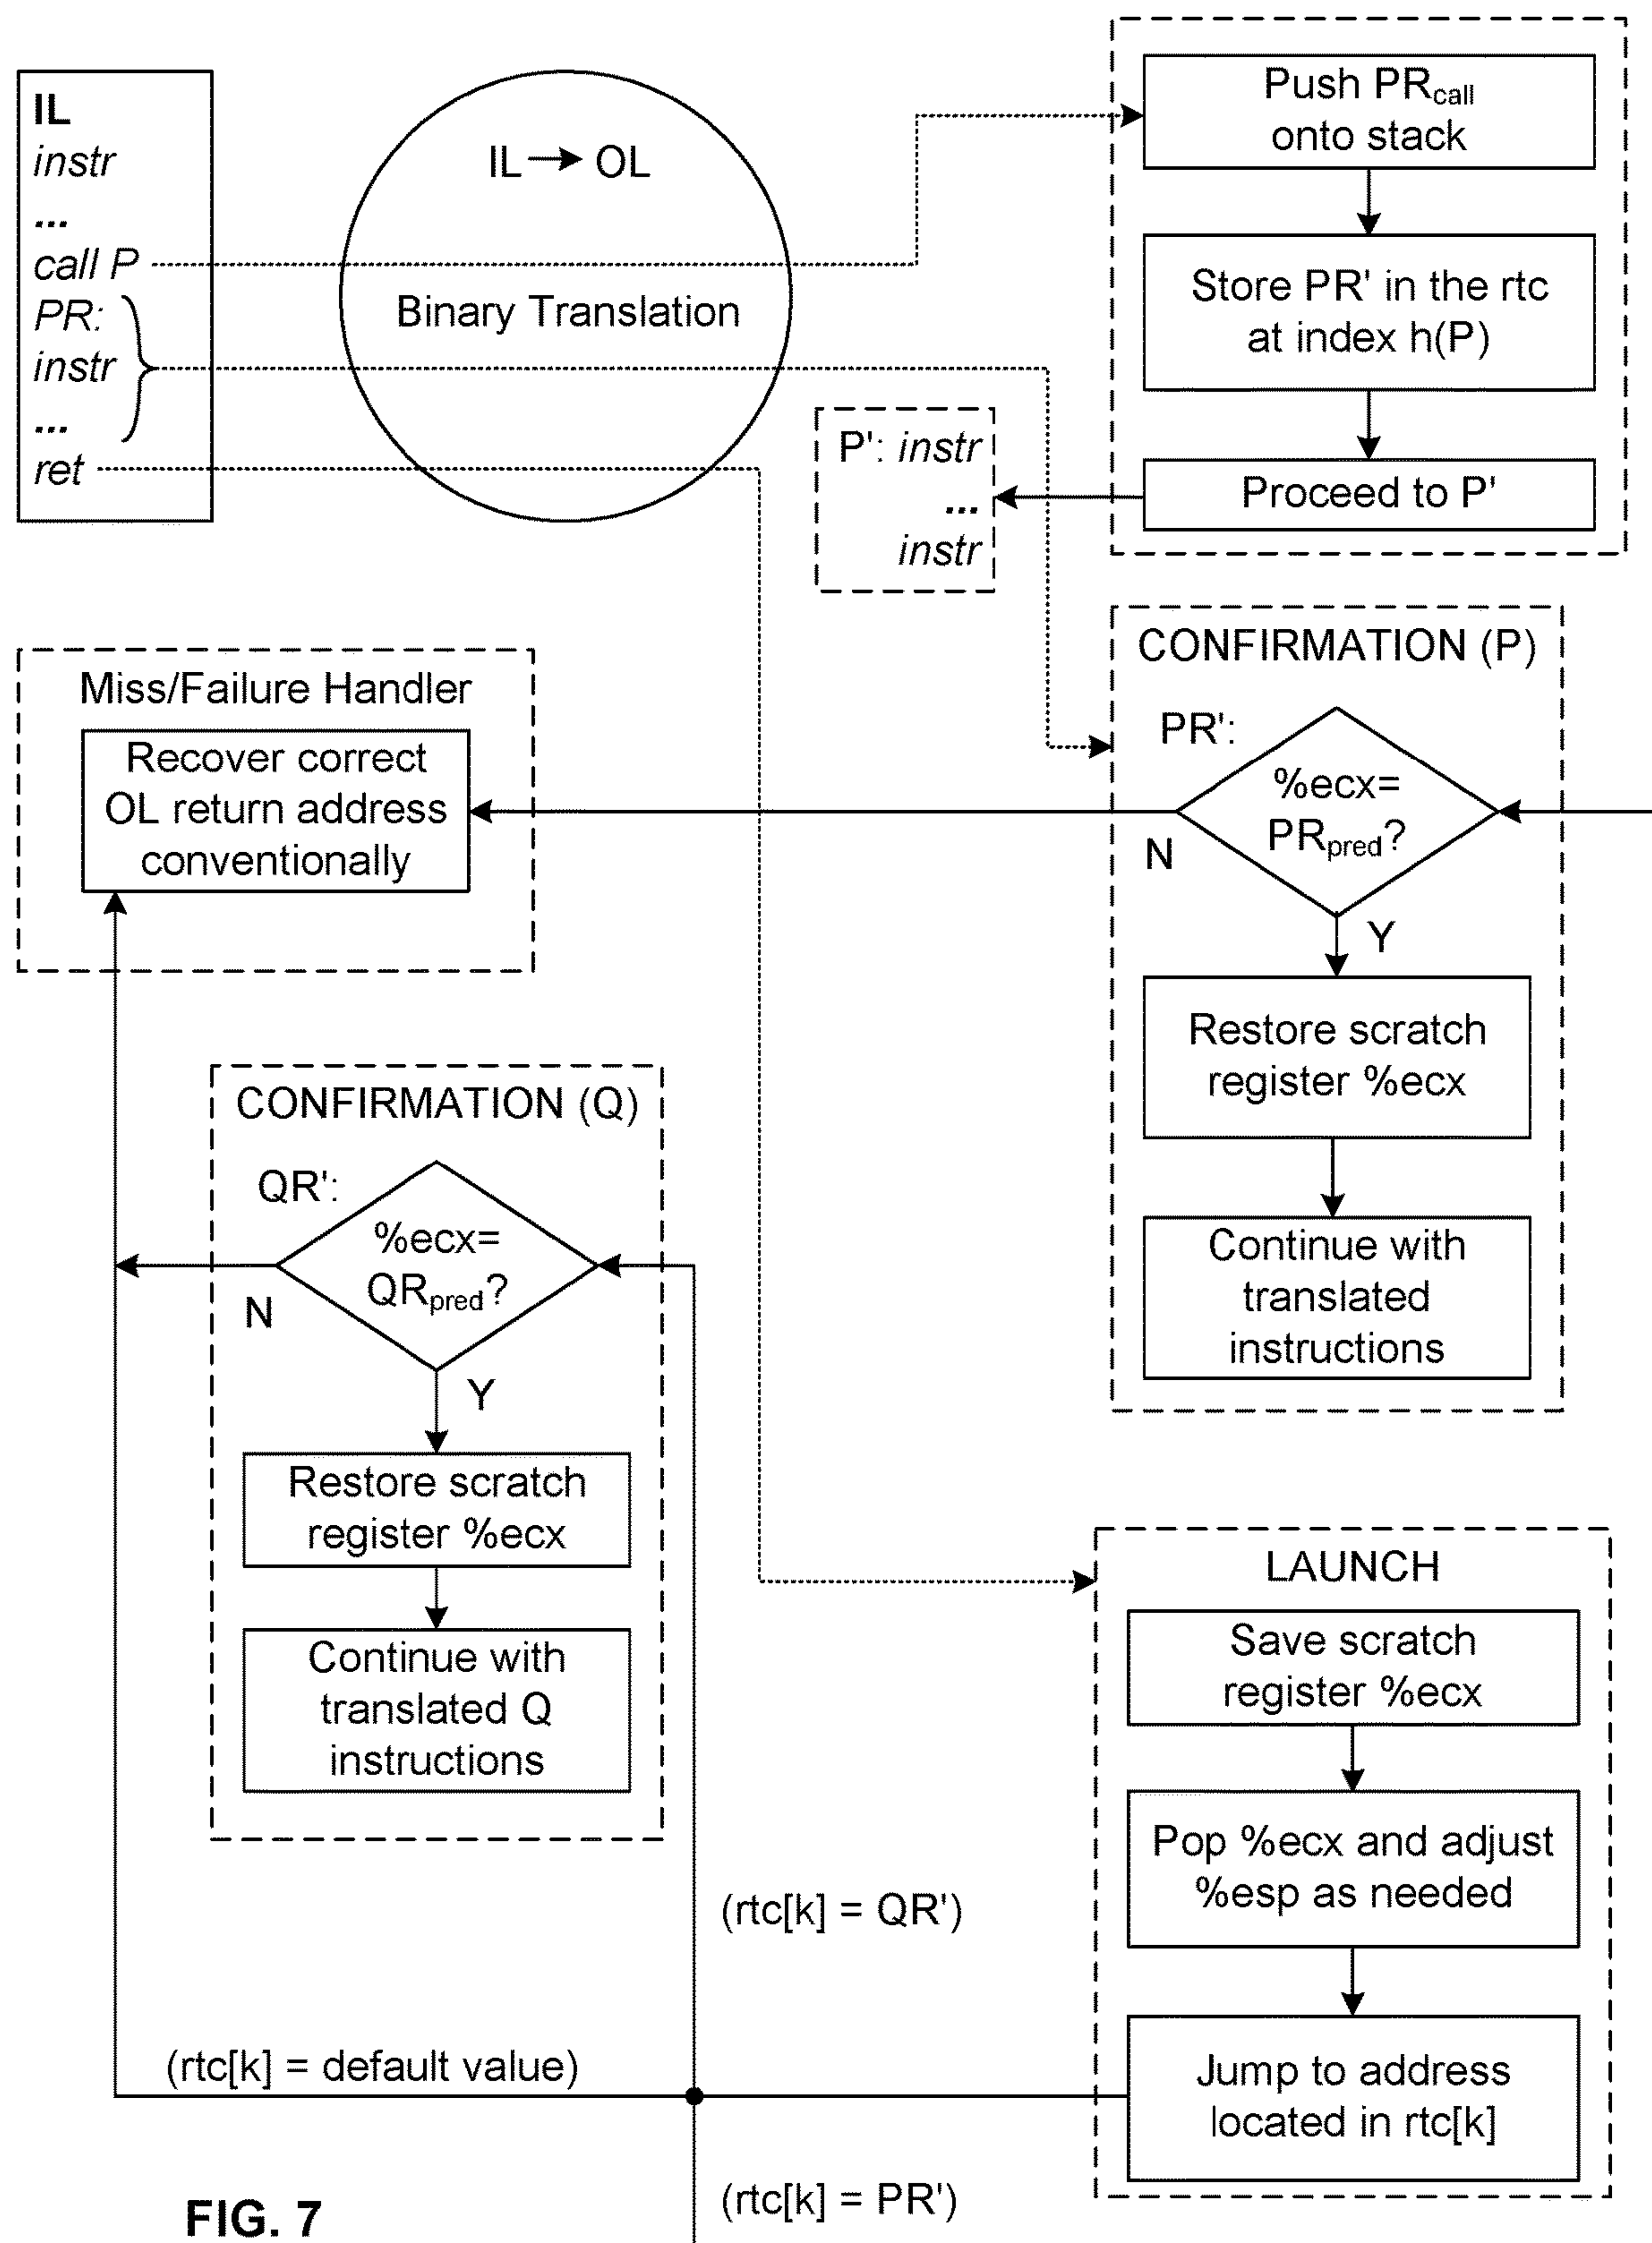 IL
instr
...
call P
PR:
instr
...
ret
IL → OL
Binary Translation
Push PRcall
onto stack
Store PR' in the rtc
at index h(P)
Proceed to P'
P': instr
...
instr
CONFIRMATION (P)
PR':
%ecx=
PRpred?
N
Y
Restore scratch
register %ecx
Continue with
translated
instructions
Miss/Failure Handler
Recover correct
OL return address
conventionally
CONFIRMATION (Q)
QR':
%ecx=
QRpred?
N
Y
Restore scratch
register %ecx
Continue with
translated Q
instructions
LAUNCH
Save scratch
register %ecx
Pop %ecx and adjust
%esp as needed
Jump to address
located in rtc[k]
(rtc[k] = QR')
(rtc[k] = default value)
(rtc[k] = PR')
FIG. 7